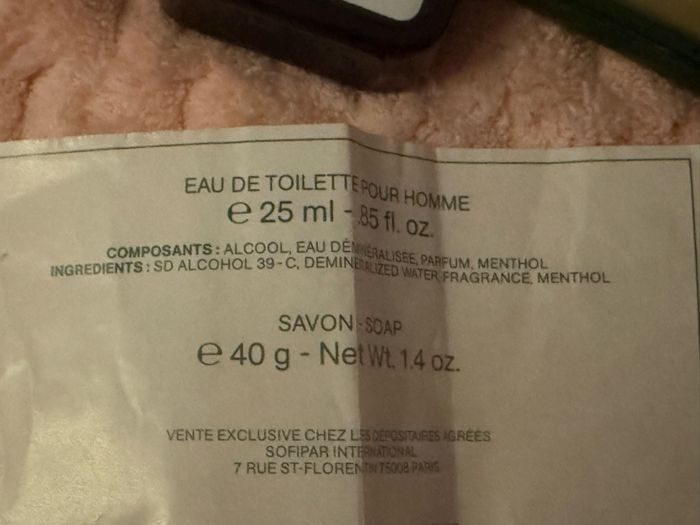 EAU DE TOILETTE POUR HOMME
e 25 ml - .85 fl. oz.
COMPOSANTS : ALCOOL, EAU DÉMINÉRALISÉE, PARFUM, MENTHOL
INGREDIENTS : SD ALCOHOL 39-C, DEMINERALIZED WATER, FRAGRANCE, MENTHOL
SAVON - SOAP
e 40 g - Net Wt. 1.4 oz.
VENTE EXCLUSIVE CHEZ LES DÉPOSITAIRES AGRÉÉS
SOFIPAR INTERNATIONAL
7 RUE ST-FLORENTIN 75008 PARIS